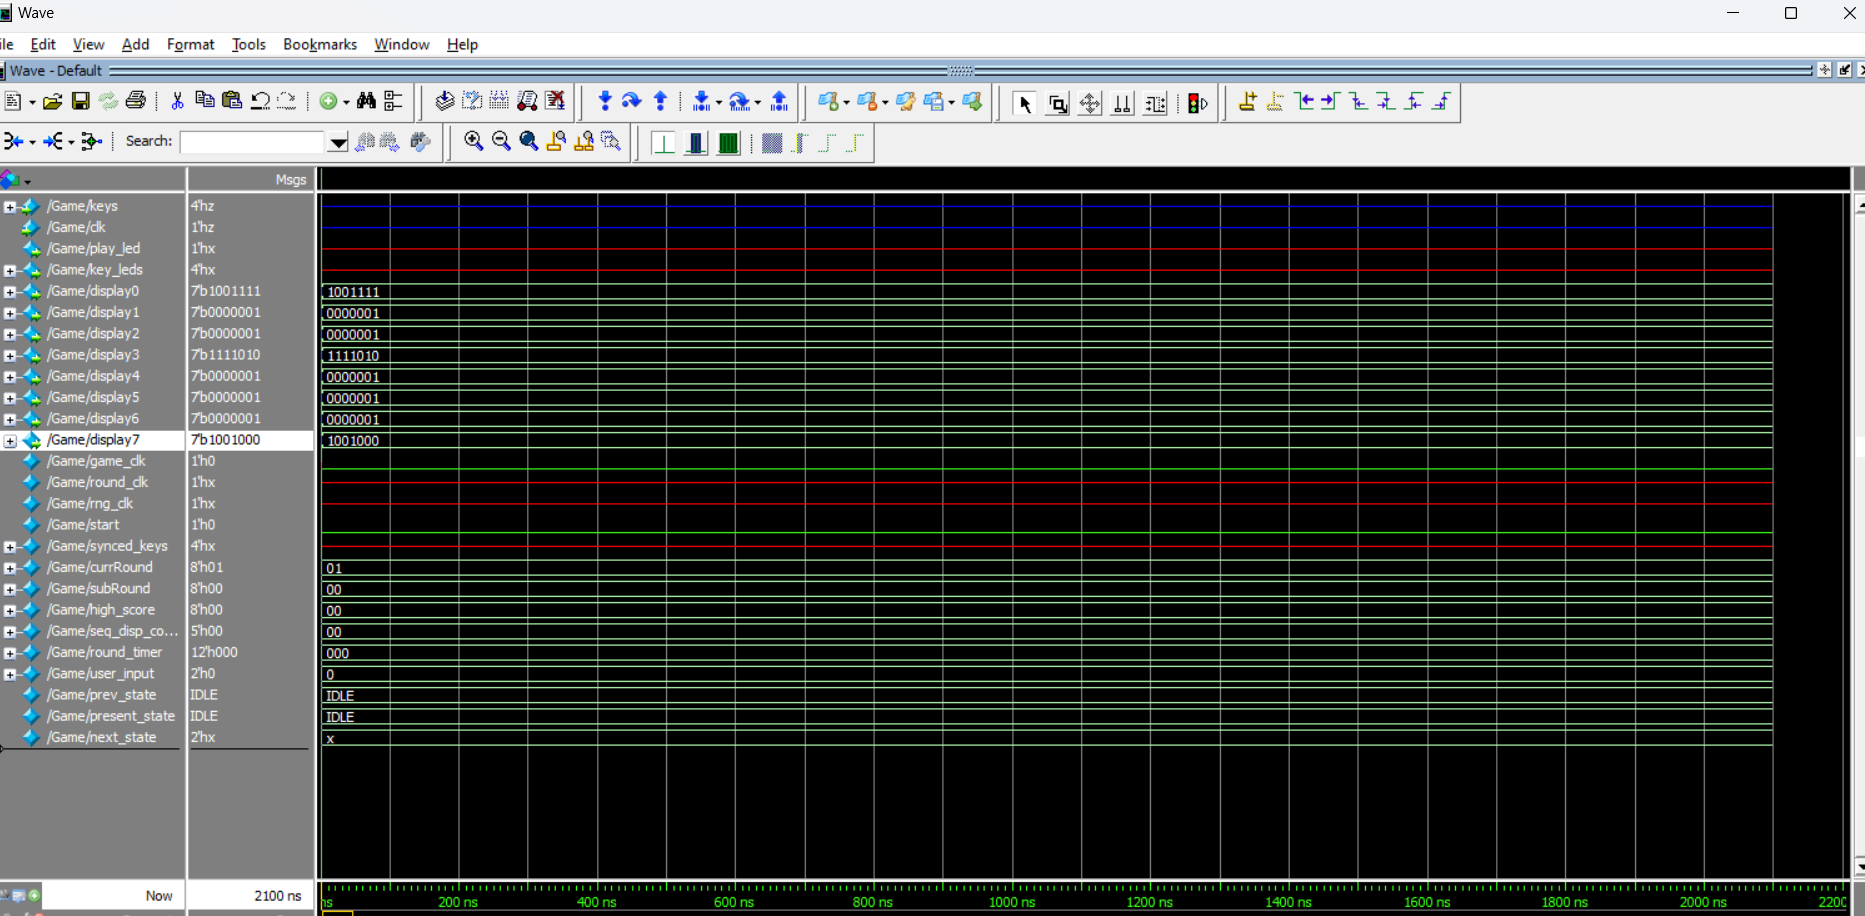 Wave
ile Edit View Add Format Tools Bookmarks Window Help
Wave - Default
Search:
Msgs
/Game/keys 4'hz
/Game/clk 1'hz
/Game/play_led 1'hx
/Game/key_leds 4'hx
/Game/display0 7'b1001111 1001111
/Game/display1 7'b0000001 0000001
/Game/display2 7'b0000001 0000001
/Game/display3 7'b1111010 1111010
/Game/display4 7'b0000001 0000001
/Game/display5 7'b0000001 0000001
/Game/display6 7'b0000001 0000001
/Game/display7 7'b1001000 1001000
/Game/game_clk 1'h0
/Game/round_clk 1'hx
/Game/rng_clk 1'hx
/Game/start 1'h0
/Game/synced_keys 4'hx
/Game/currRound 8'h01 01
/Game/subRound 8'h00 00
/Game/high_score 8'h00 00
/Game/seq_disp_co... 5'h00 00
/Game/round_timer 12'h000 000
/Game/user_input 2'h0 0
/Game/prev_state IDLE IDLE
/Game/present_state IDLE IDLE
/Game/next_state 2'hx x
Now 2100 ns ns 200 ns 400 ns 600 ns 800 ns 1000 ns 1200 ns 1400 ns 1600 ns 1800 ns 2000 ns 2200